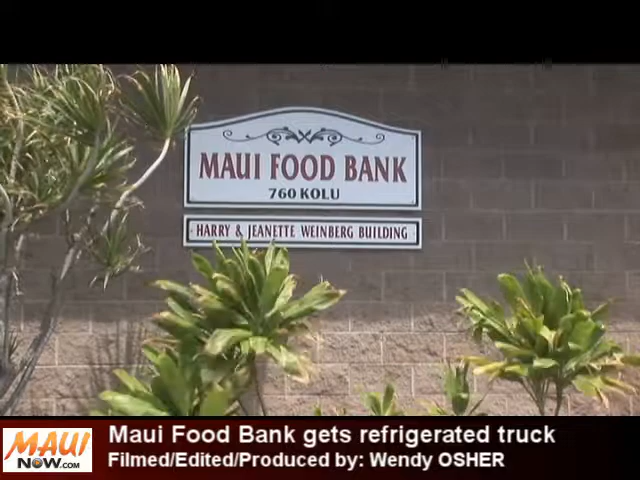 MAUI FOOD BANK
760 KOLU
HARRY & JEANETTE WEINBERG BUILDING
MAUI
NOW.COM
Maui Food Bank gets refrigerated truck
Filmed/Edited/Produced by: Wendy OSHER